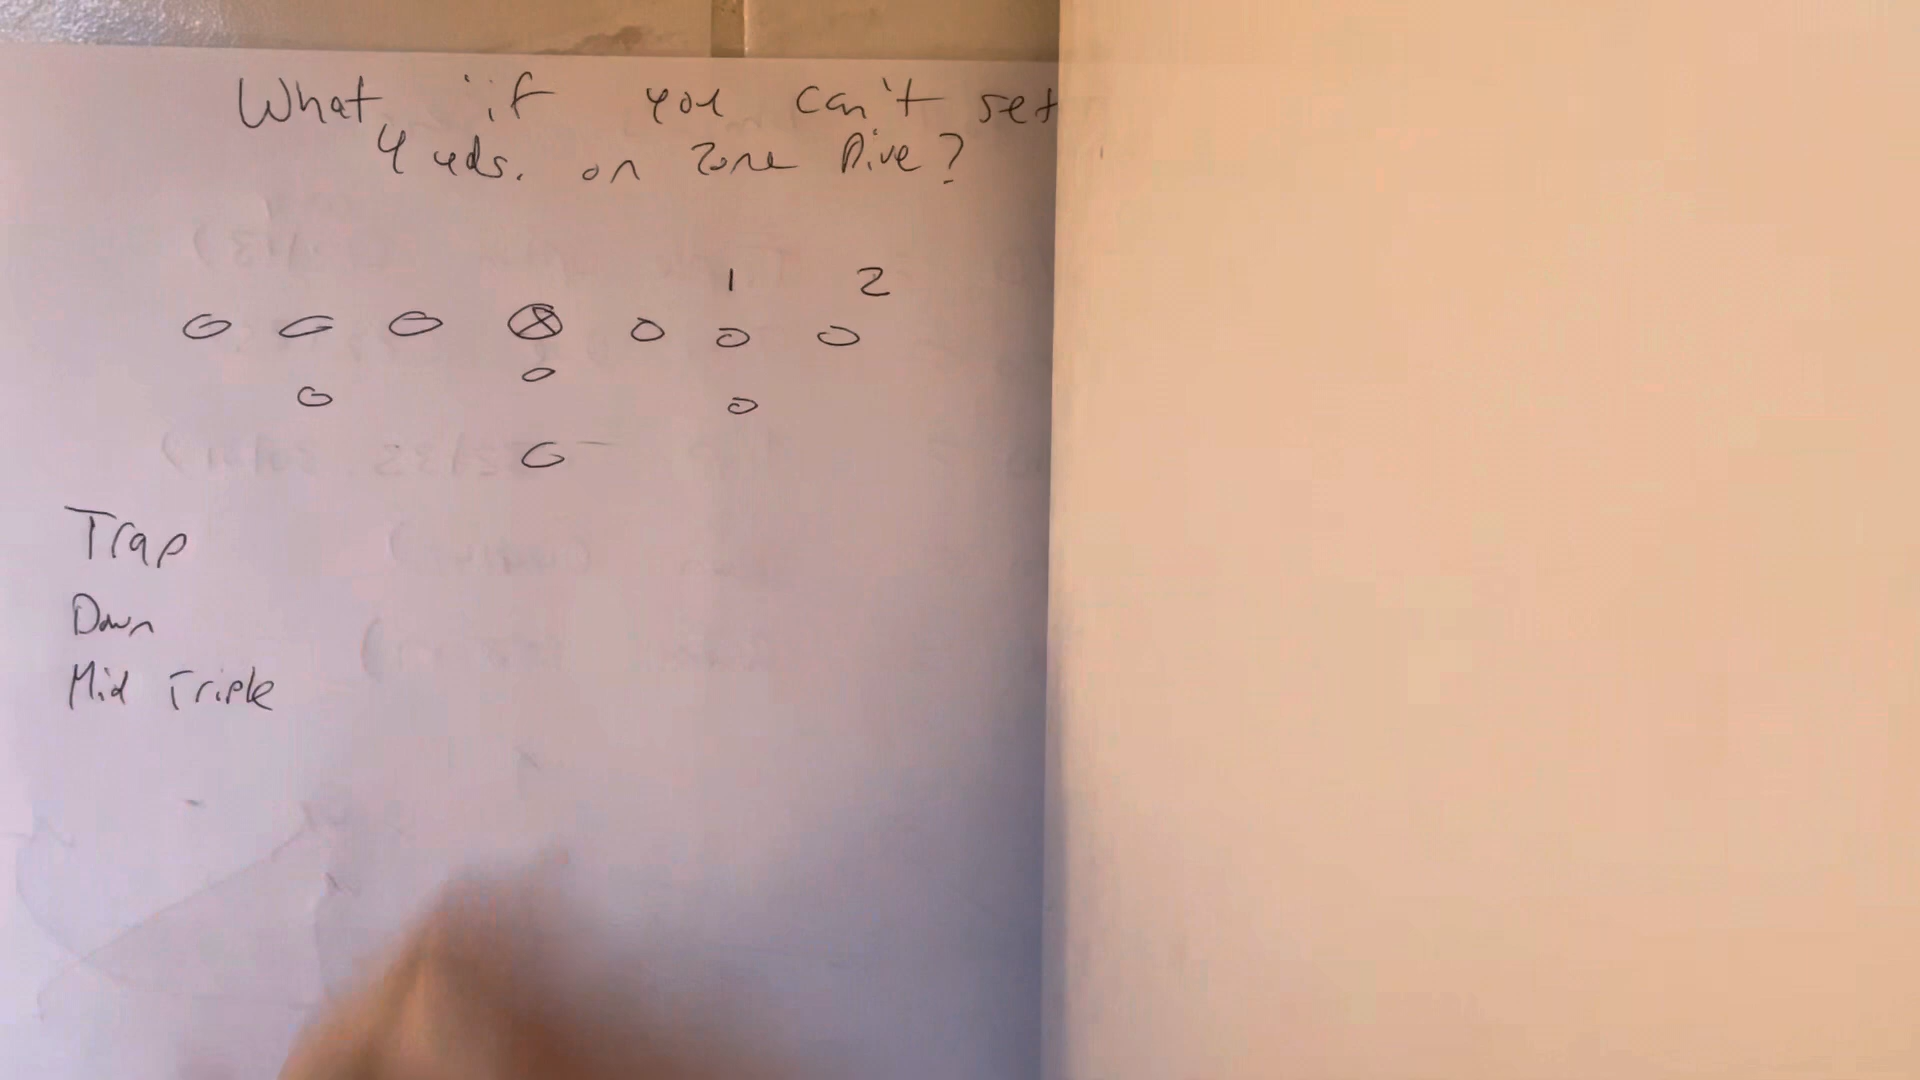 What if you can't get
4 yds. on Zone Dive?
1 2
Trap
Down
Mid Triple